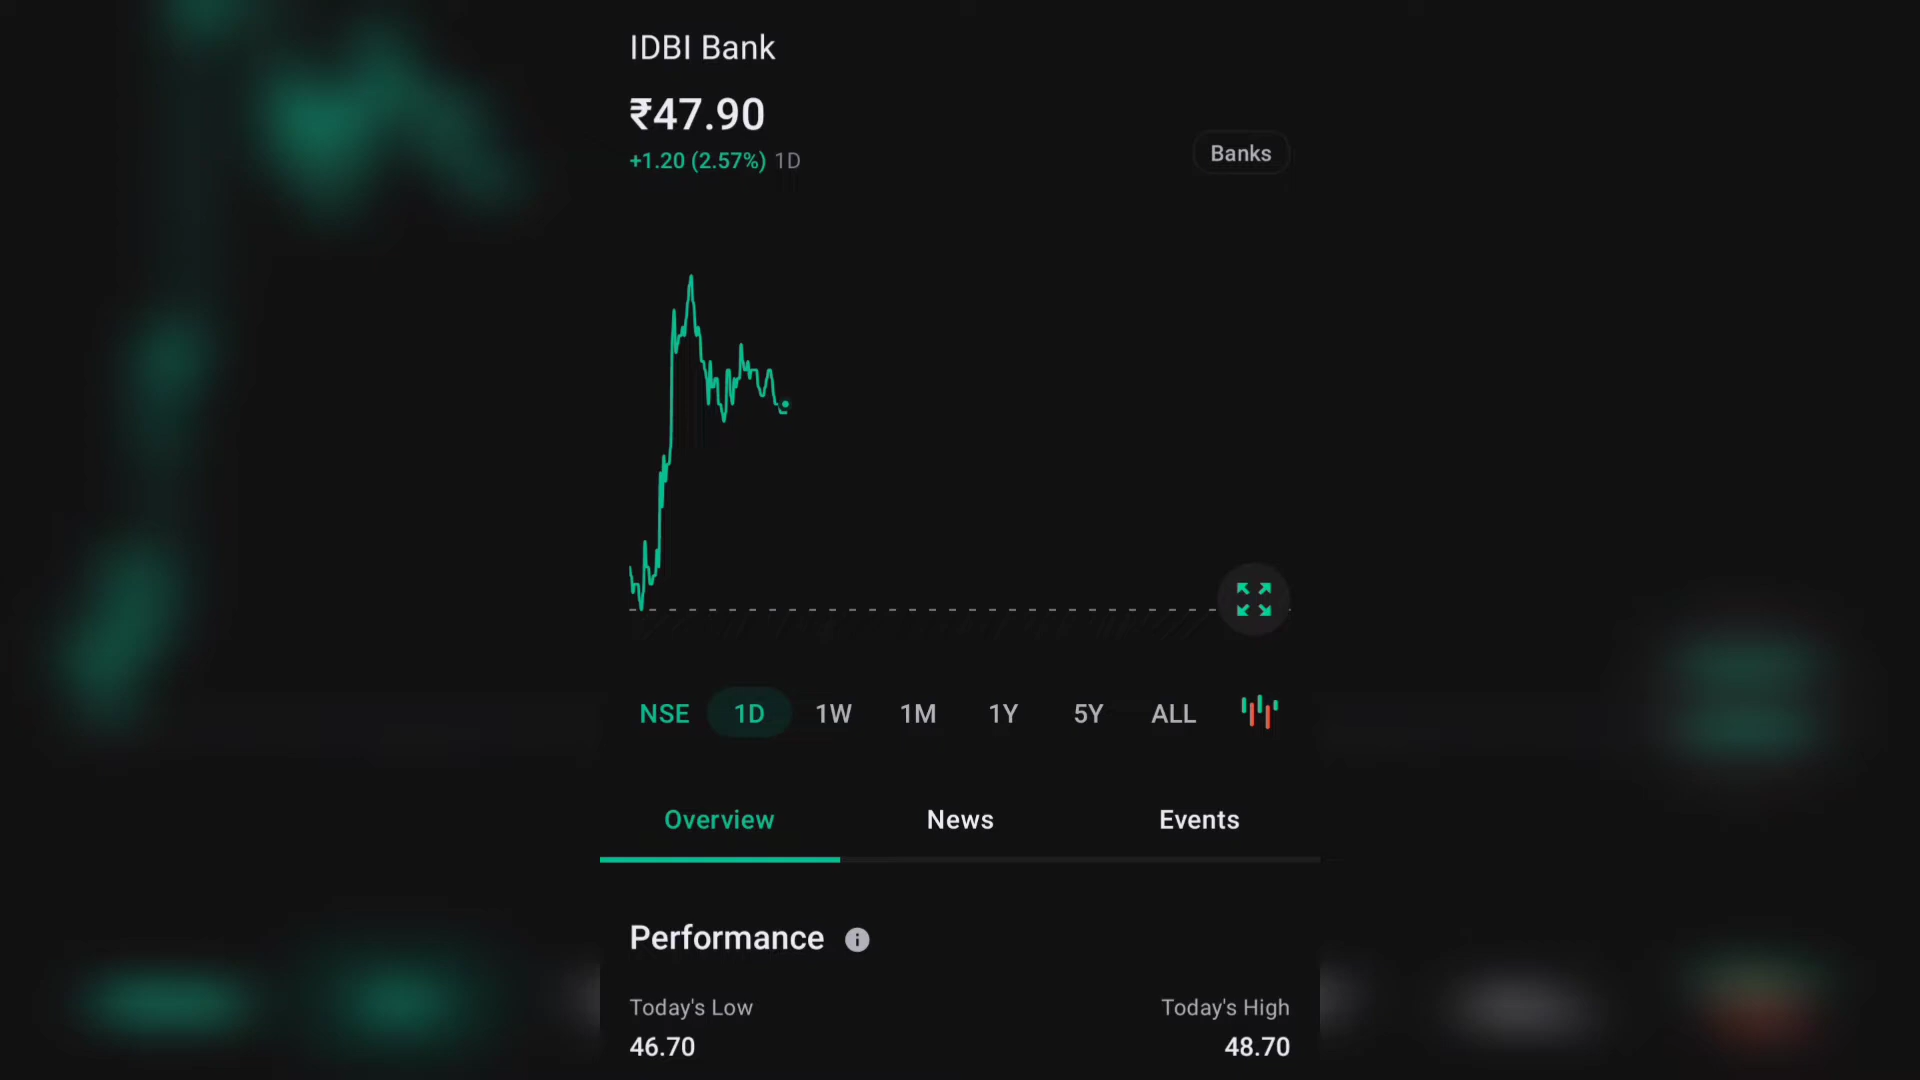 IDBI Bank
₹47.90
+1.20 (2.57%) 1D
Banks
NSE 1D 1W 1M 1Y 5Y ALL
Overview News Events
Performance
Today's Low Today's High
46.70 48.70